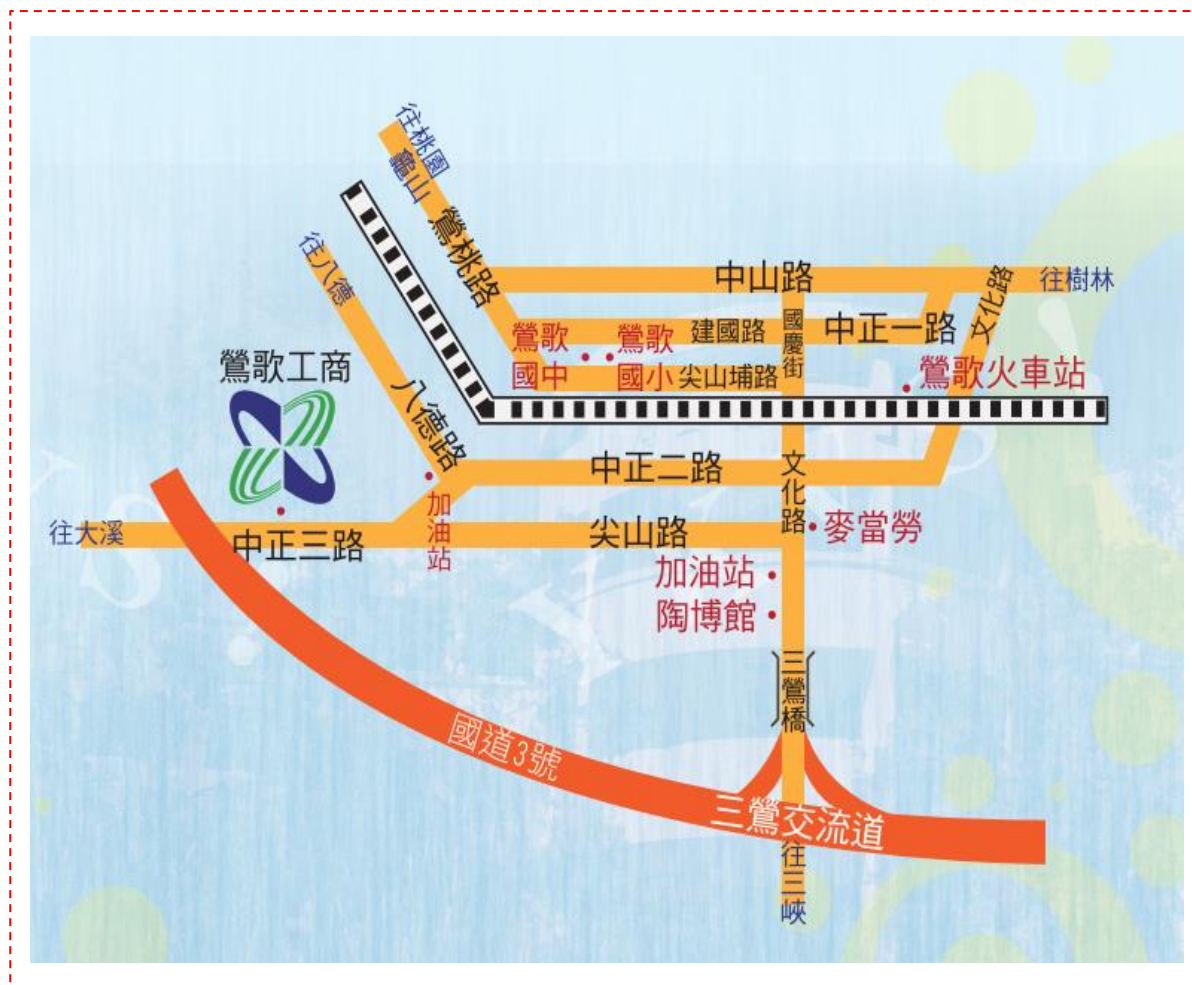 往桃園
龜山
鶯桃路
往八德
中山路
文化路
往樹林
鶯歌
國中
鶯歌
國小
建國路
國慶街
中正一路
尖山埔路
鶯歌火車站
鶯歌工商
八德路
中正二路
文化路
加油站
往大溪
中正三路
尖山路
麥當勞
加油站
陶博館
三鶯橋
國道3號
三鶯交流道
往三峽